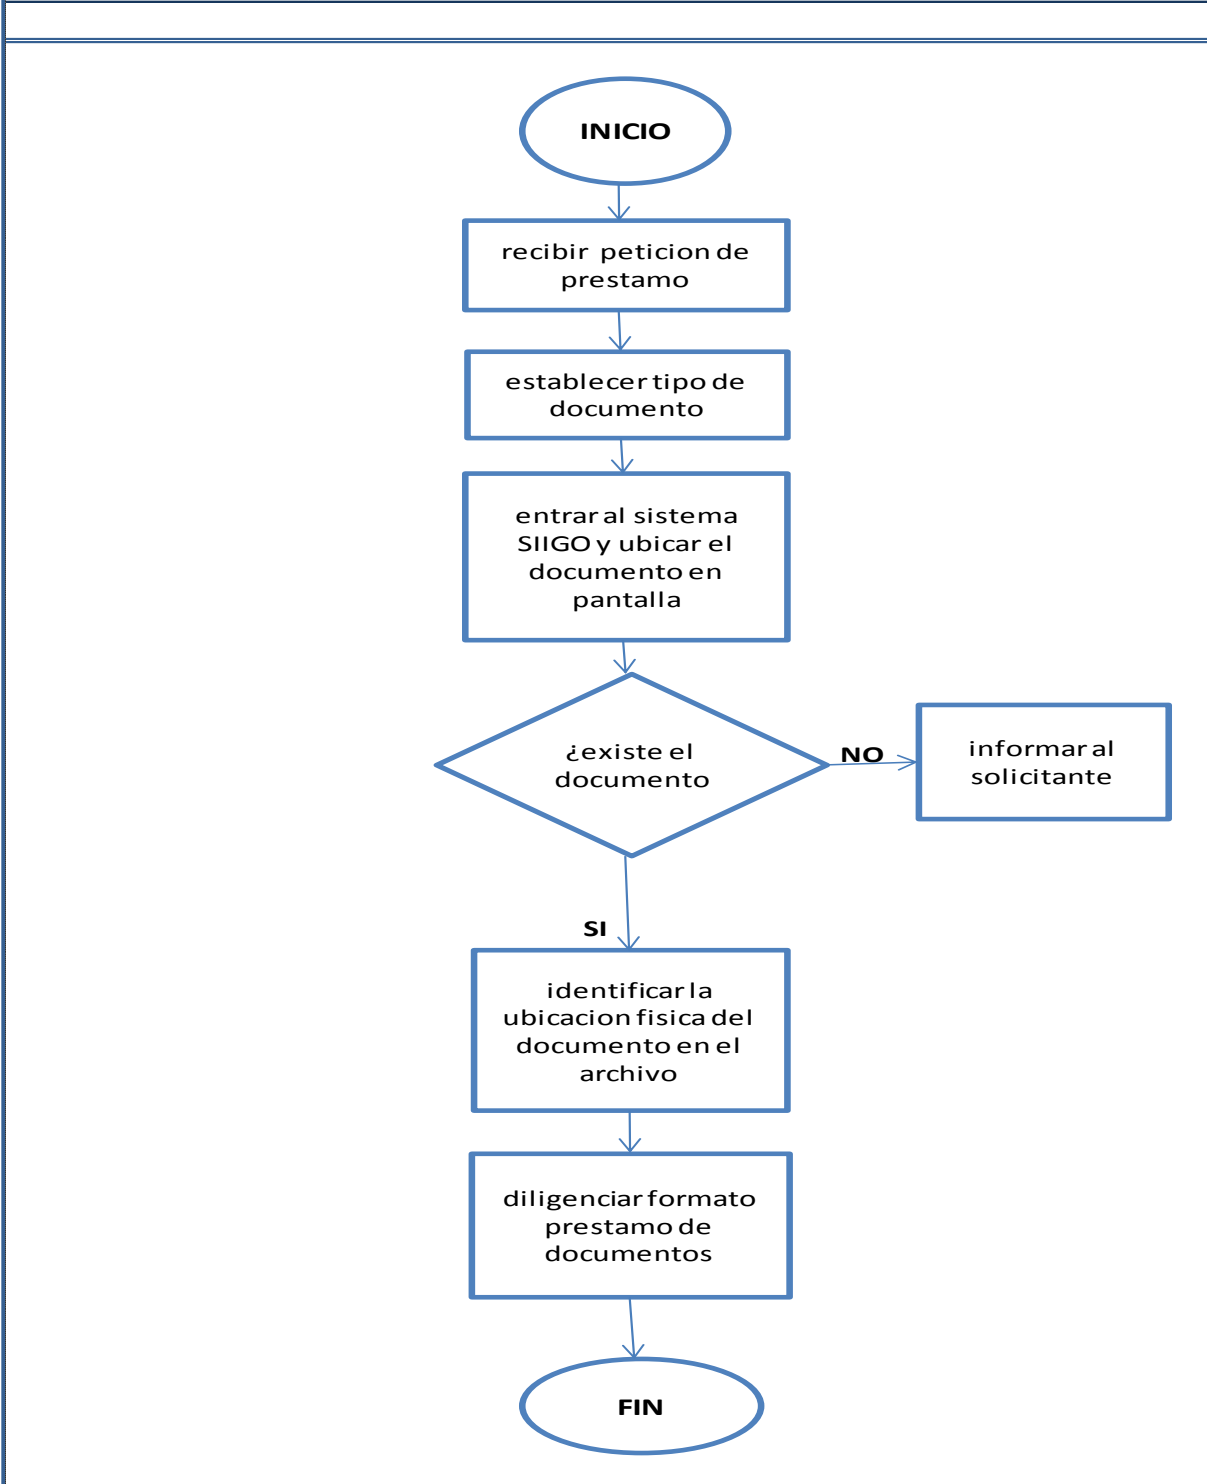 INICIO
recibir peticion de
prestamo
establecer tipo de
documento
entrar al sistema
SIIGO y ubicar el
documento en
pantalla
¿existe el
documento
NO
informar al
solicitante
SI
identificar la
ubicacion fisica del
documento en el
archivo
diligenciar formato
prestamo de
documentos
FIN